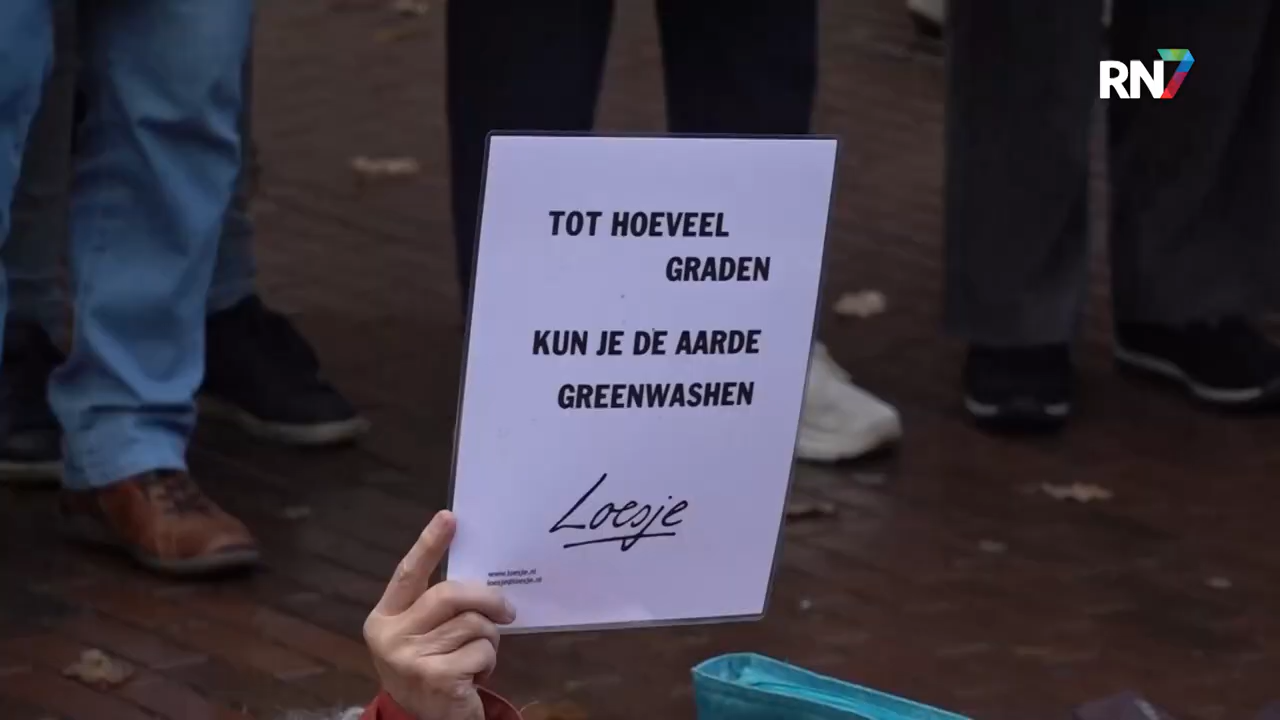 RN7
TOT HOEVEEL
GRADEN
KUN JE DE AARDE
GREENWASHEN
Loesje
www.loesje.nl
loesje@loesje.nl